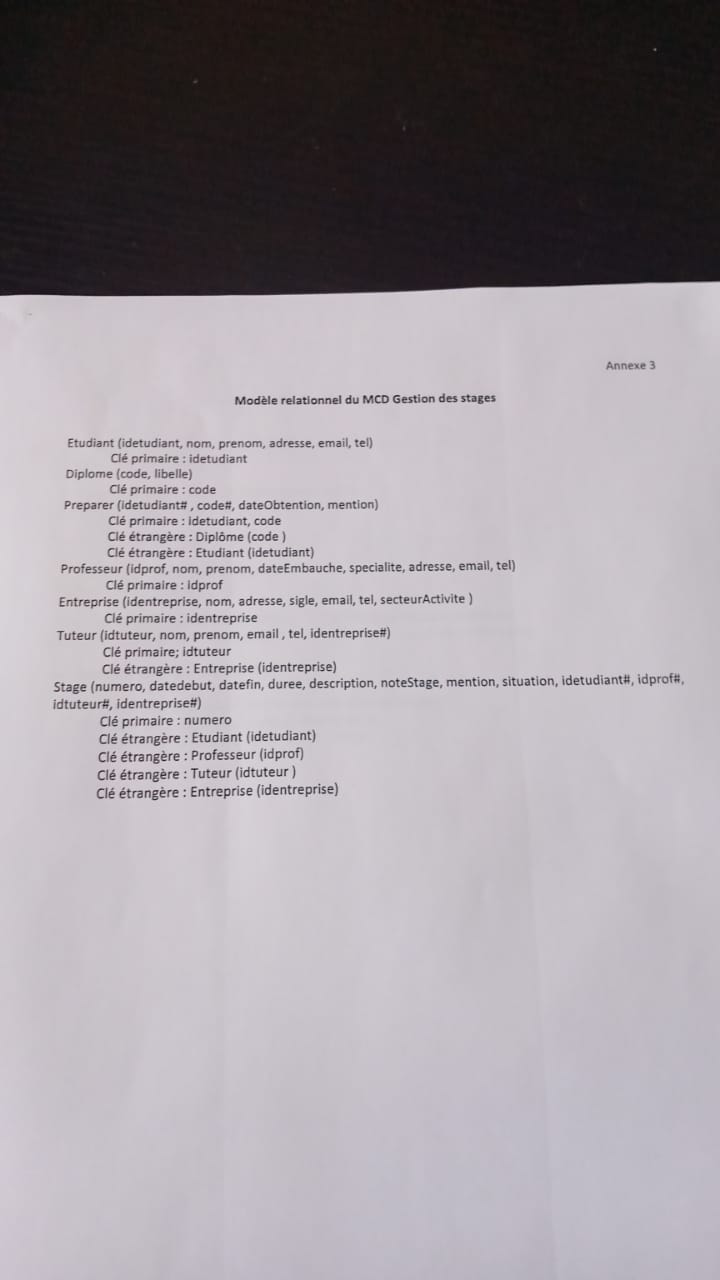 Annexe 3
Modèle relationnel du MCD Gestion des stages
Etudiant (idetudiant, nom, prenom, adresse, email, tel)
Clé primaire : idetudiant
Diplome (code, libelle)
Clé primaire : code
Preparer (idetudiant# , code#, dateObtention, mention)
Clé primaire : idetudiant, code
Clé étrangère : Diplôme (code )
Clé étrangère : Etudiant (idetudiant)
Professeur (idprof, nom, prenom, dateEmbauche, specialite, adresse, email, tel)
Clé primaire : idprof
Entreprise (identreprise, nom, adresse, sigle, email, tel, secteurActivite )
Clé primaire : identreprise
Tuteur (idtuteur, nom, prenom, email , tel, identreprise#)
Clé primaire; idtuteur
Clé étrangère : Entreprise (identreprise)
Stage (numero, datedebut, datefin, duree, description, noteStage, mention, situation, idetudiant#, idprof#,
idtuteur#, identreprise#)
Clé primaire : numero
Clé étrangère : Etudiant (idetudiant)
Clé étrangère : Professeur (idprof)
Clé étrangère : Tuteur (idtuteur )
Clé étrangère : Entreprise (identreprise)